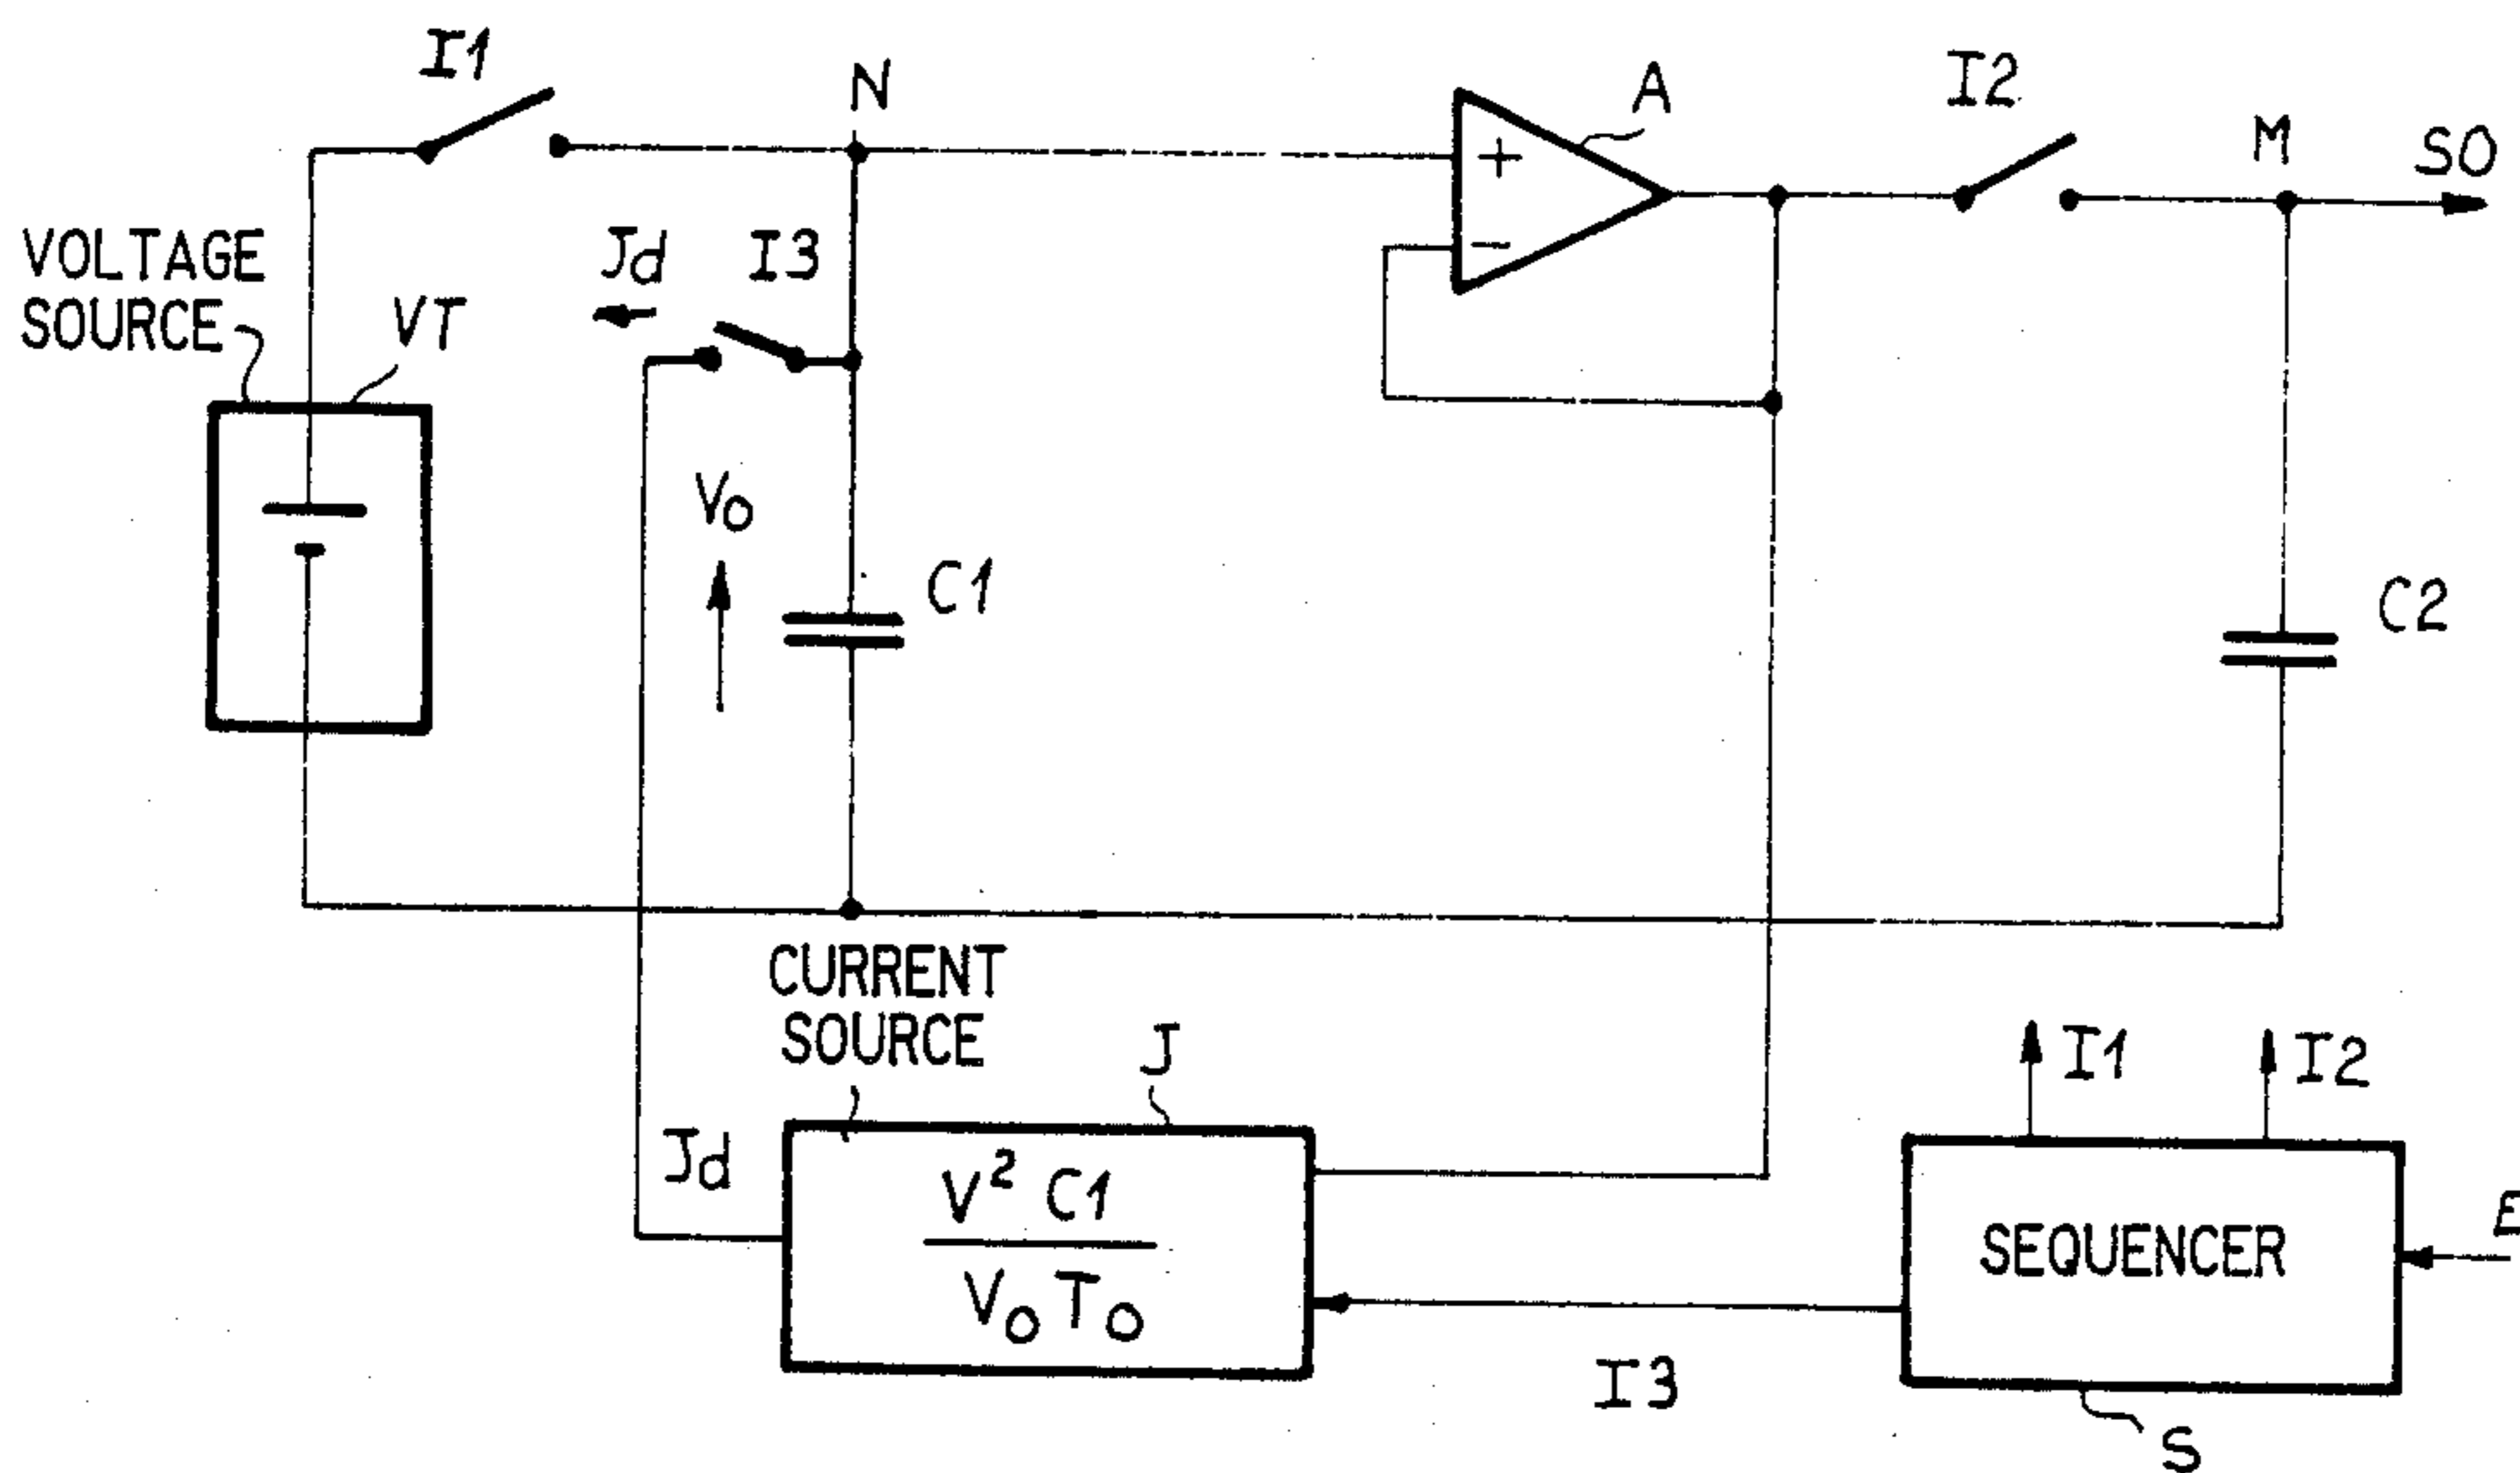 I1
N
A
I2
M
SO
VOLTAGE
SOURCE
VT
Jd
I3
+
−
Vo
C1
C2
CURRENT
SOURCE
J
I1
I2
Jd
V² C1
Vo To
SEQUENCER
E
I3
S